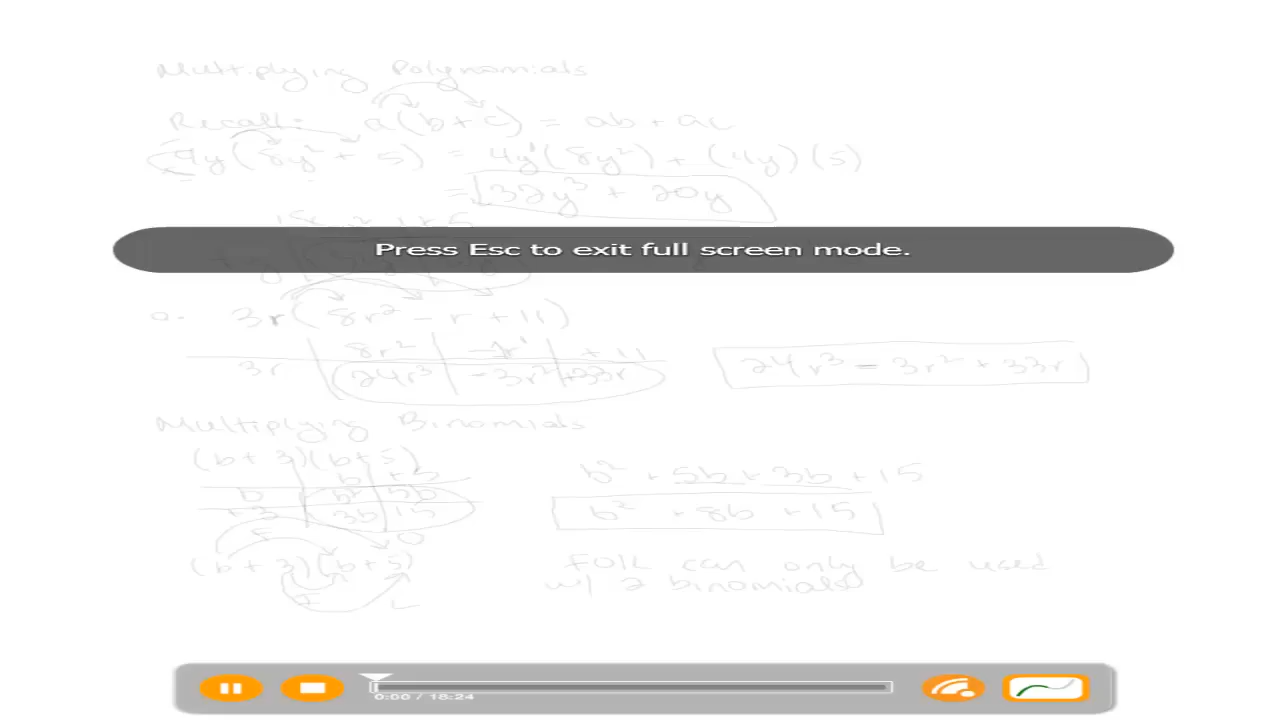 Multiplying Polynomials
Recall: a(b+c) = ab + ac
4y(8y² + 5) = 4y¹(8y²) + (4y)(5)
= 32y³ + 20y
Press Esc to exit full screen mode.
a. 3r(8r² - r + 11)
8r² -r¹ + 11
3r 24r³ -3r² +33r 24r³ - 3r² + 33r
Multiplying Binomials
(b+3)(b+5)
b +5 b² + 5b + 3b + 15
b b² 5b
+3 3b 15 b² + 8b + 15
F O
(b+3)(b+5) FOIL can only be used
w/ 2 binomials
I L
0:00 / 18:24